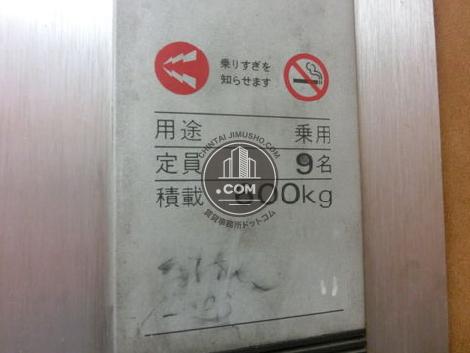 乗りすぎを
知らせます
用途 乗用
定員 9名
積載 600kg
CHINTAI JIMUSHO.COM
.COM
賃貸事務所ドットコム